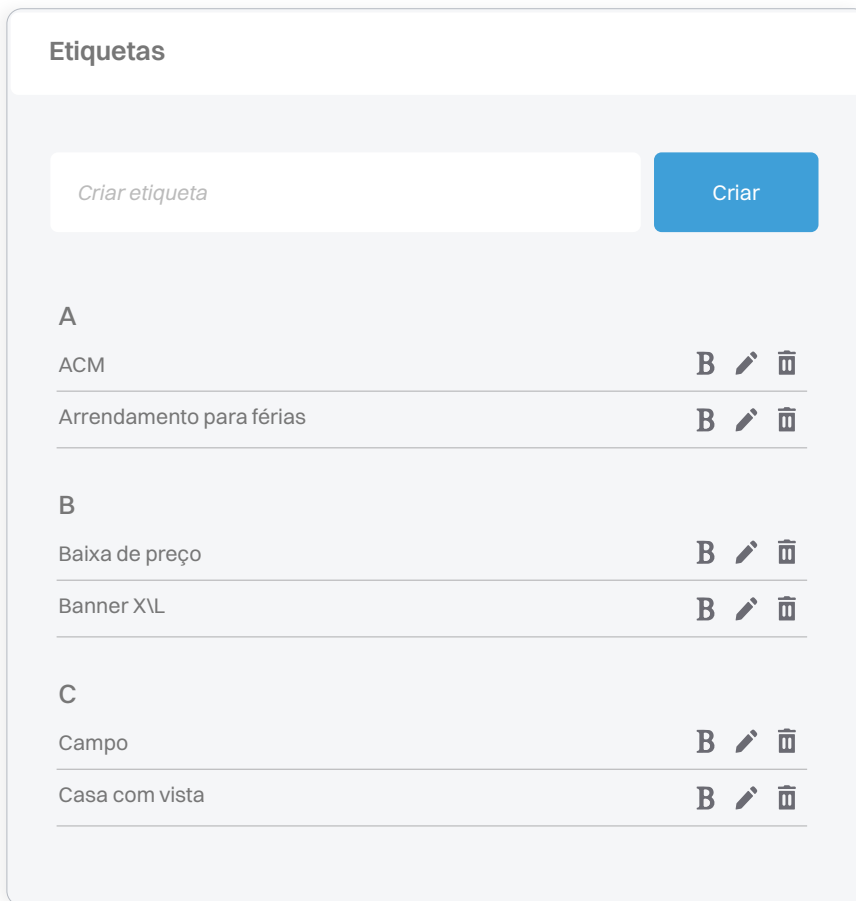 Etiquetas
Criar etiqueta
Criar
A
ACM
B
Arrendamento para férias
B
B
Baixa de preço
B
Banner X\L
B
C
Campo
B
Casa com vista
B